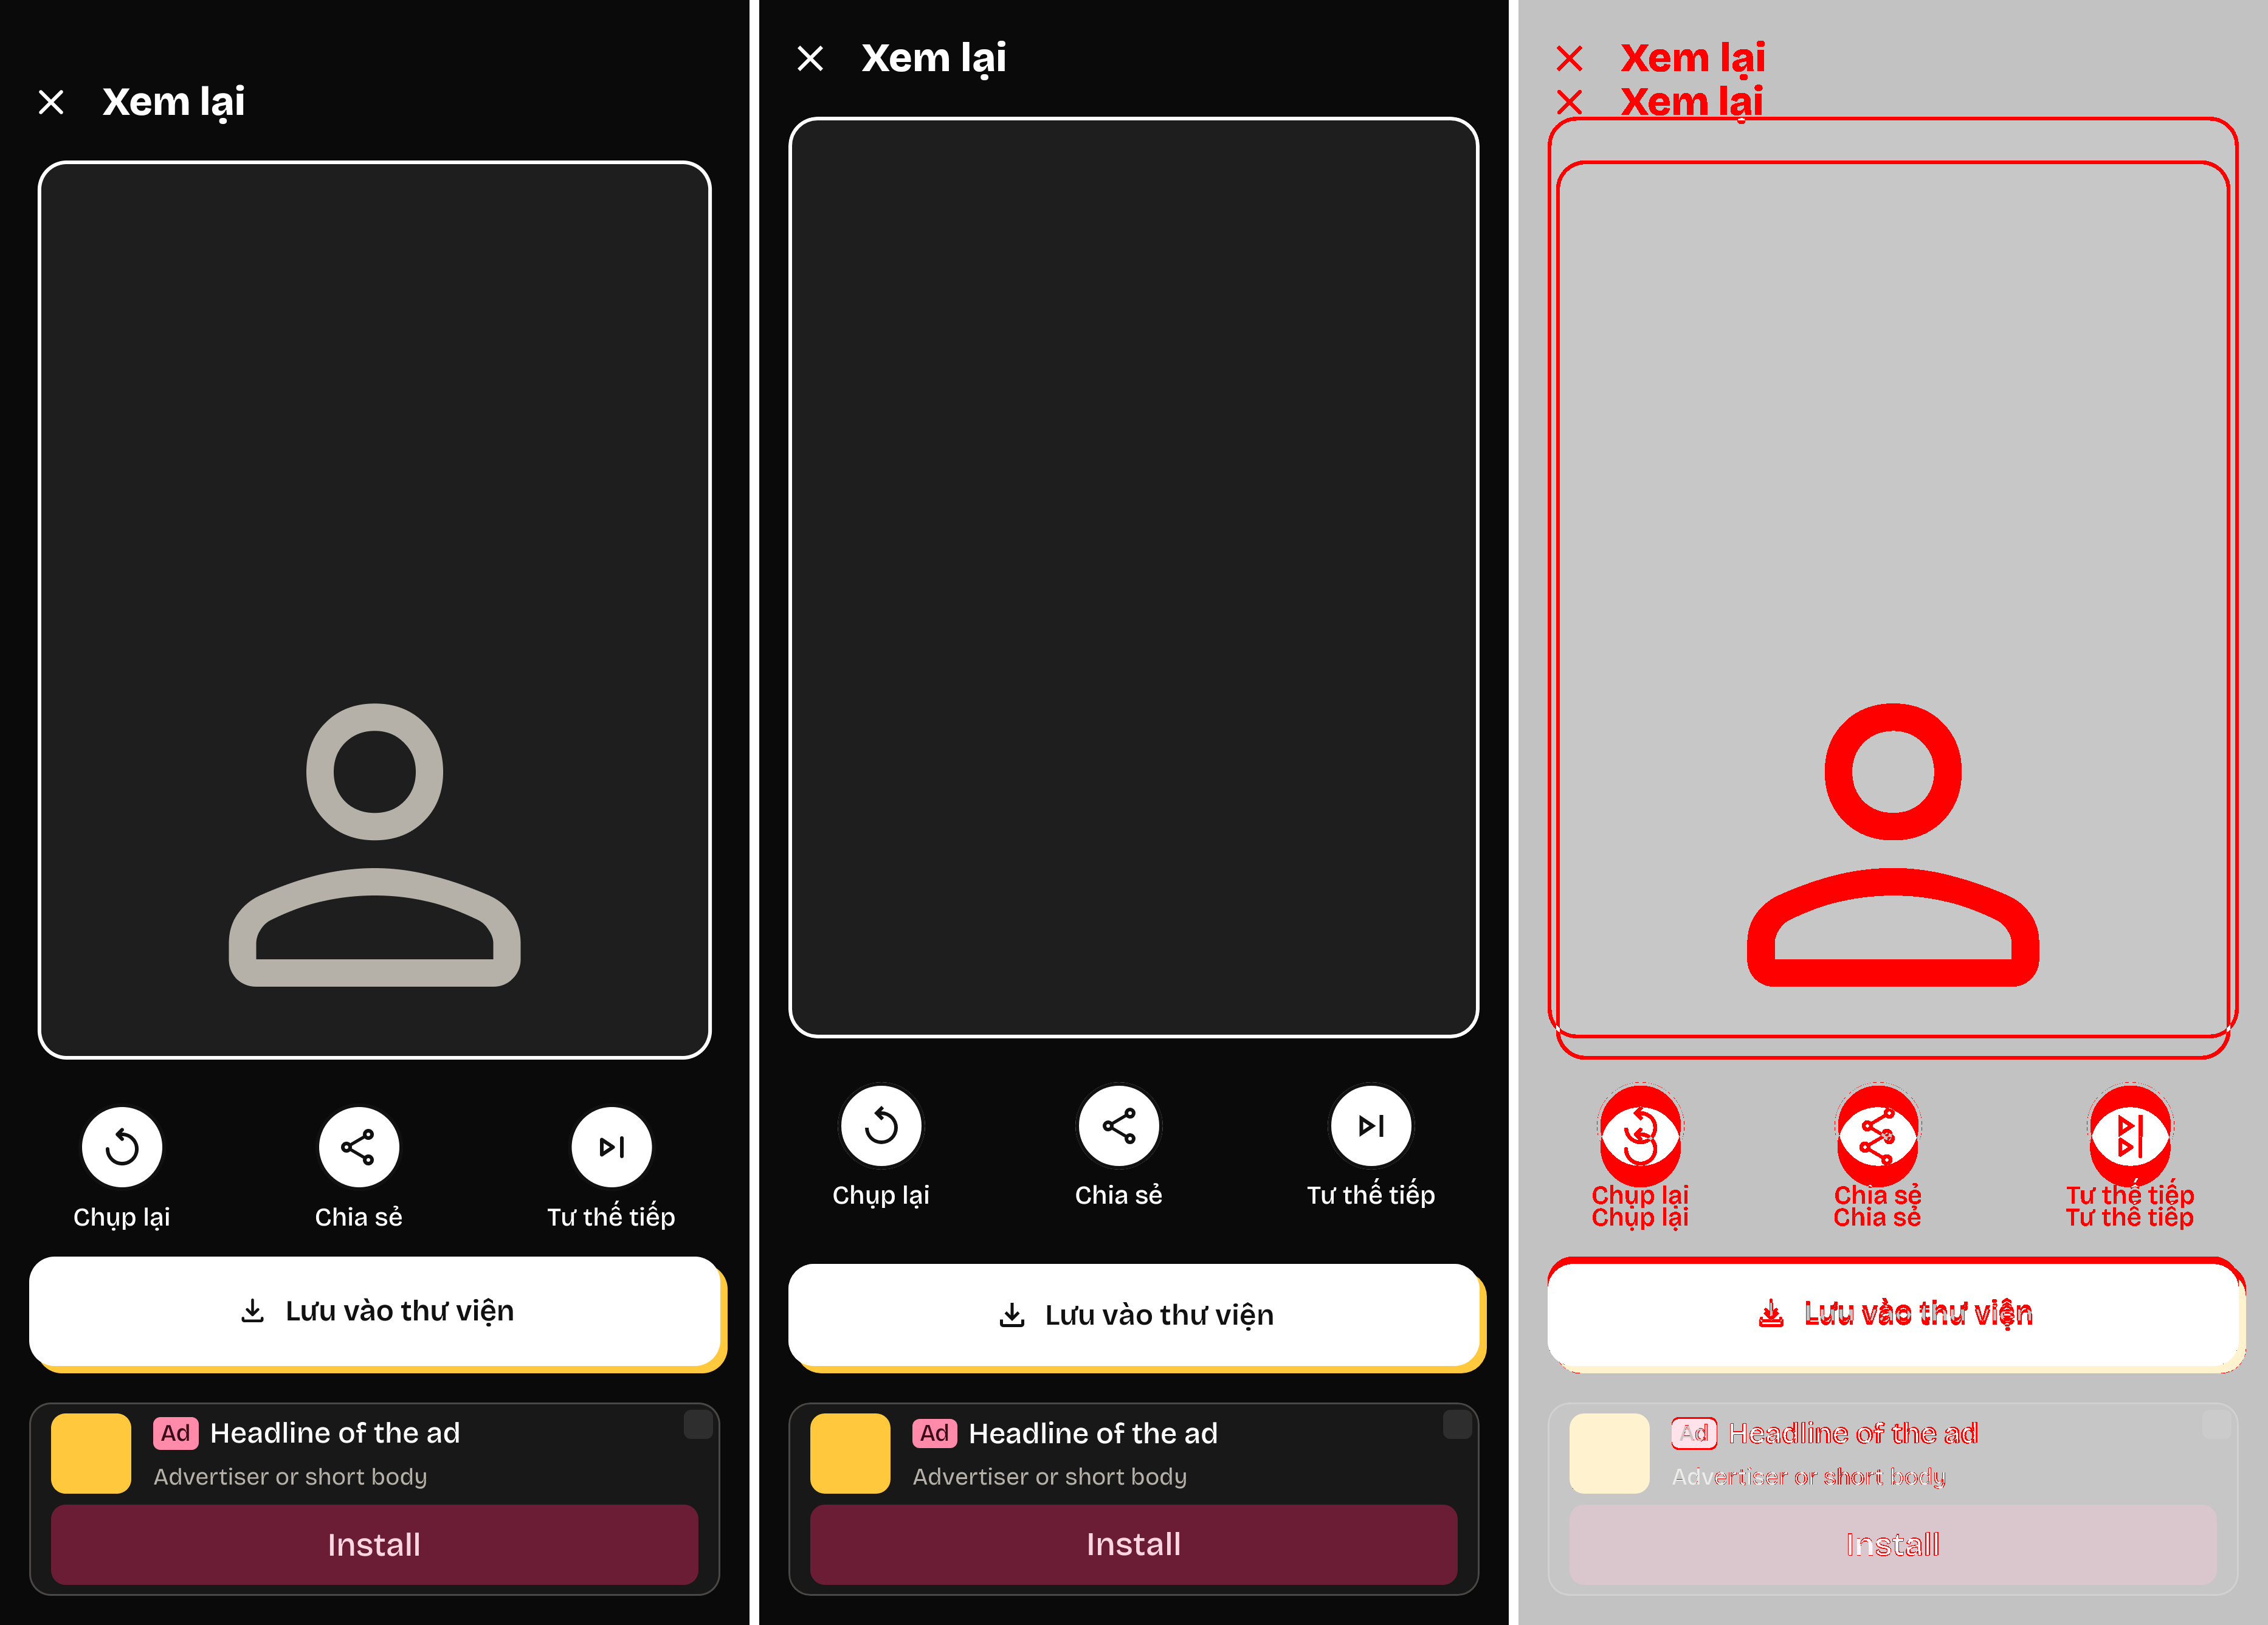 Xem lại
Chụp lại
Chia sẻ
Tư thế tiếp
Lưu vào thư viện
Ad Headline of the ad
Advertiser or short body
Install
Xem lại
Chụp lại
Chia sẻ
Tư thế tiếp
Lưu vào thư viện
Ad Headline of the ad
Advertiser or short body
Install
Xem lại
Xem lại
Chụp lại
Chia sẻ
Tư thế tiếp
Chụp lại
Chia sẻ
Tư thế tiếp
Lưu vào thư viện
Ad Headline of the ad
Advertiser or short body
Install